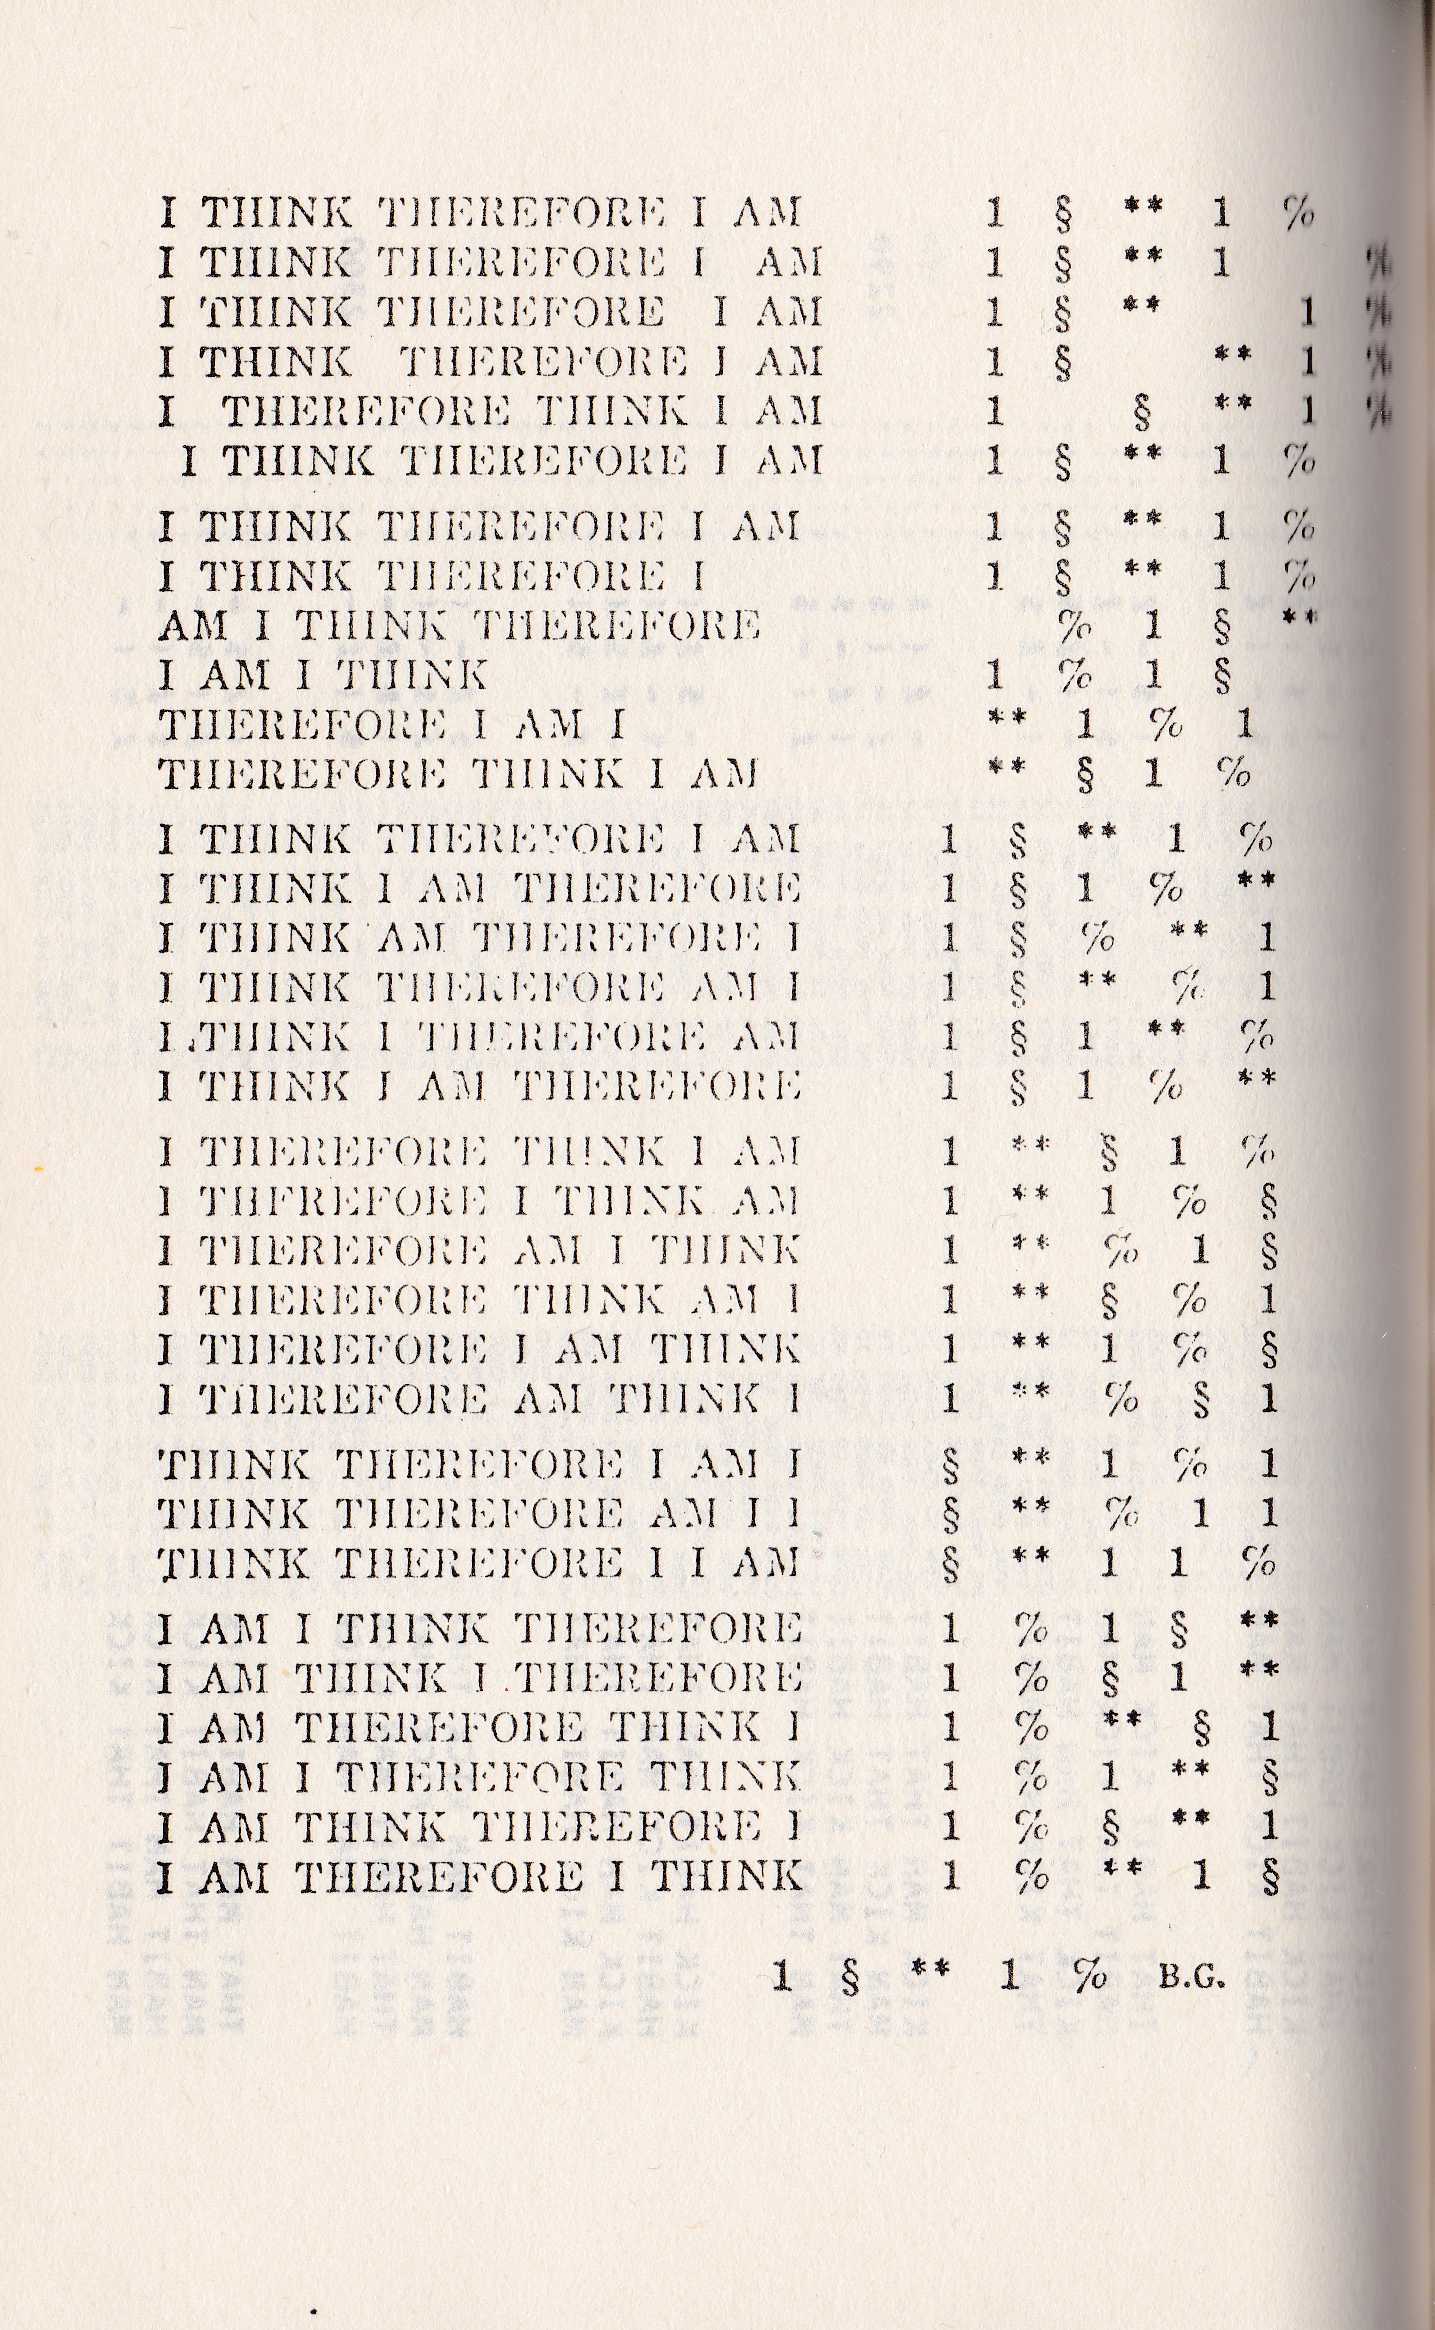 I THINK THEREFORE I AM 1 § ** 1 %
I THINK THEREFORE I AM 1 § ** 1 %
I THINK THEREFORE I AM 1 § ** 1 %
I THINK THEREFORE I AM 1 § ** 1 %
I THEREFORE THINK I AM 1 § ** 1 %
I THINK THEREFORE I AM 1 § ** 1 %
I THINK THEREFORE I AM 1 § ** 1 %
I THINK THEREFORE I 1 § ** 1 %
AM I THINK THEREFORE % 1 § **
I AM I THINK 1 % 1 §
THEREFORE I AM I ** 1 % 1
THEREFORE THINK I AM ** § 1 %
I THINK THEREFORE I AM 1 § ** 1 %
I THINK I AM THEREFORE 1 § 1 % **
I THINK AM THEREFORE I 1 § % ** 1
I THINK THEREFORE AM I 1 § ** % 1
I THINK I THEREFORE AM 1 § 1 ** %
I THINK I AM THEREFORE 1 § 1 % **
I THEREFORE THINK I AM 1 ** § 1 %
I THEREFORE I THINK AM 1 ** 1 % §
I THEREFORE AM I THINK 1 ** % 1 §
I THEREFORE THINK AM I 1 ** § % 1
I THEREFORE I AM THINK 1 ** 1 % §
I THEREFORE AM THINK I 1 ** % § 1
THINK THEREFORE I AM I § ** 1 % 1
THINK THEREFORE AM I I § ** % 1 1
THINK THEREFORE I I AM § ** 1 1 %
I AM I THINK THEREFORE 1 % 1 § **
I AM THINK I THEREFORE 1 % § 1 **
I AM THEREFORE THINK I 1 % ** § 1
I AM I THEREFORE THINK 1 % 1 ** §
I AM THINK THEREFORE I 1 % § ** 1
I AM THEREFORE I THINK 1 % ** 1 §
1 § ** 1 % B.G.